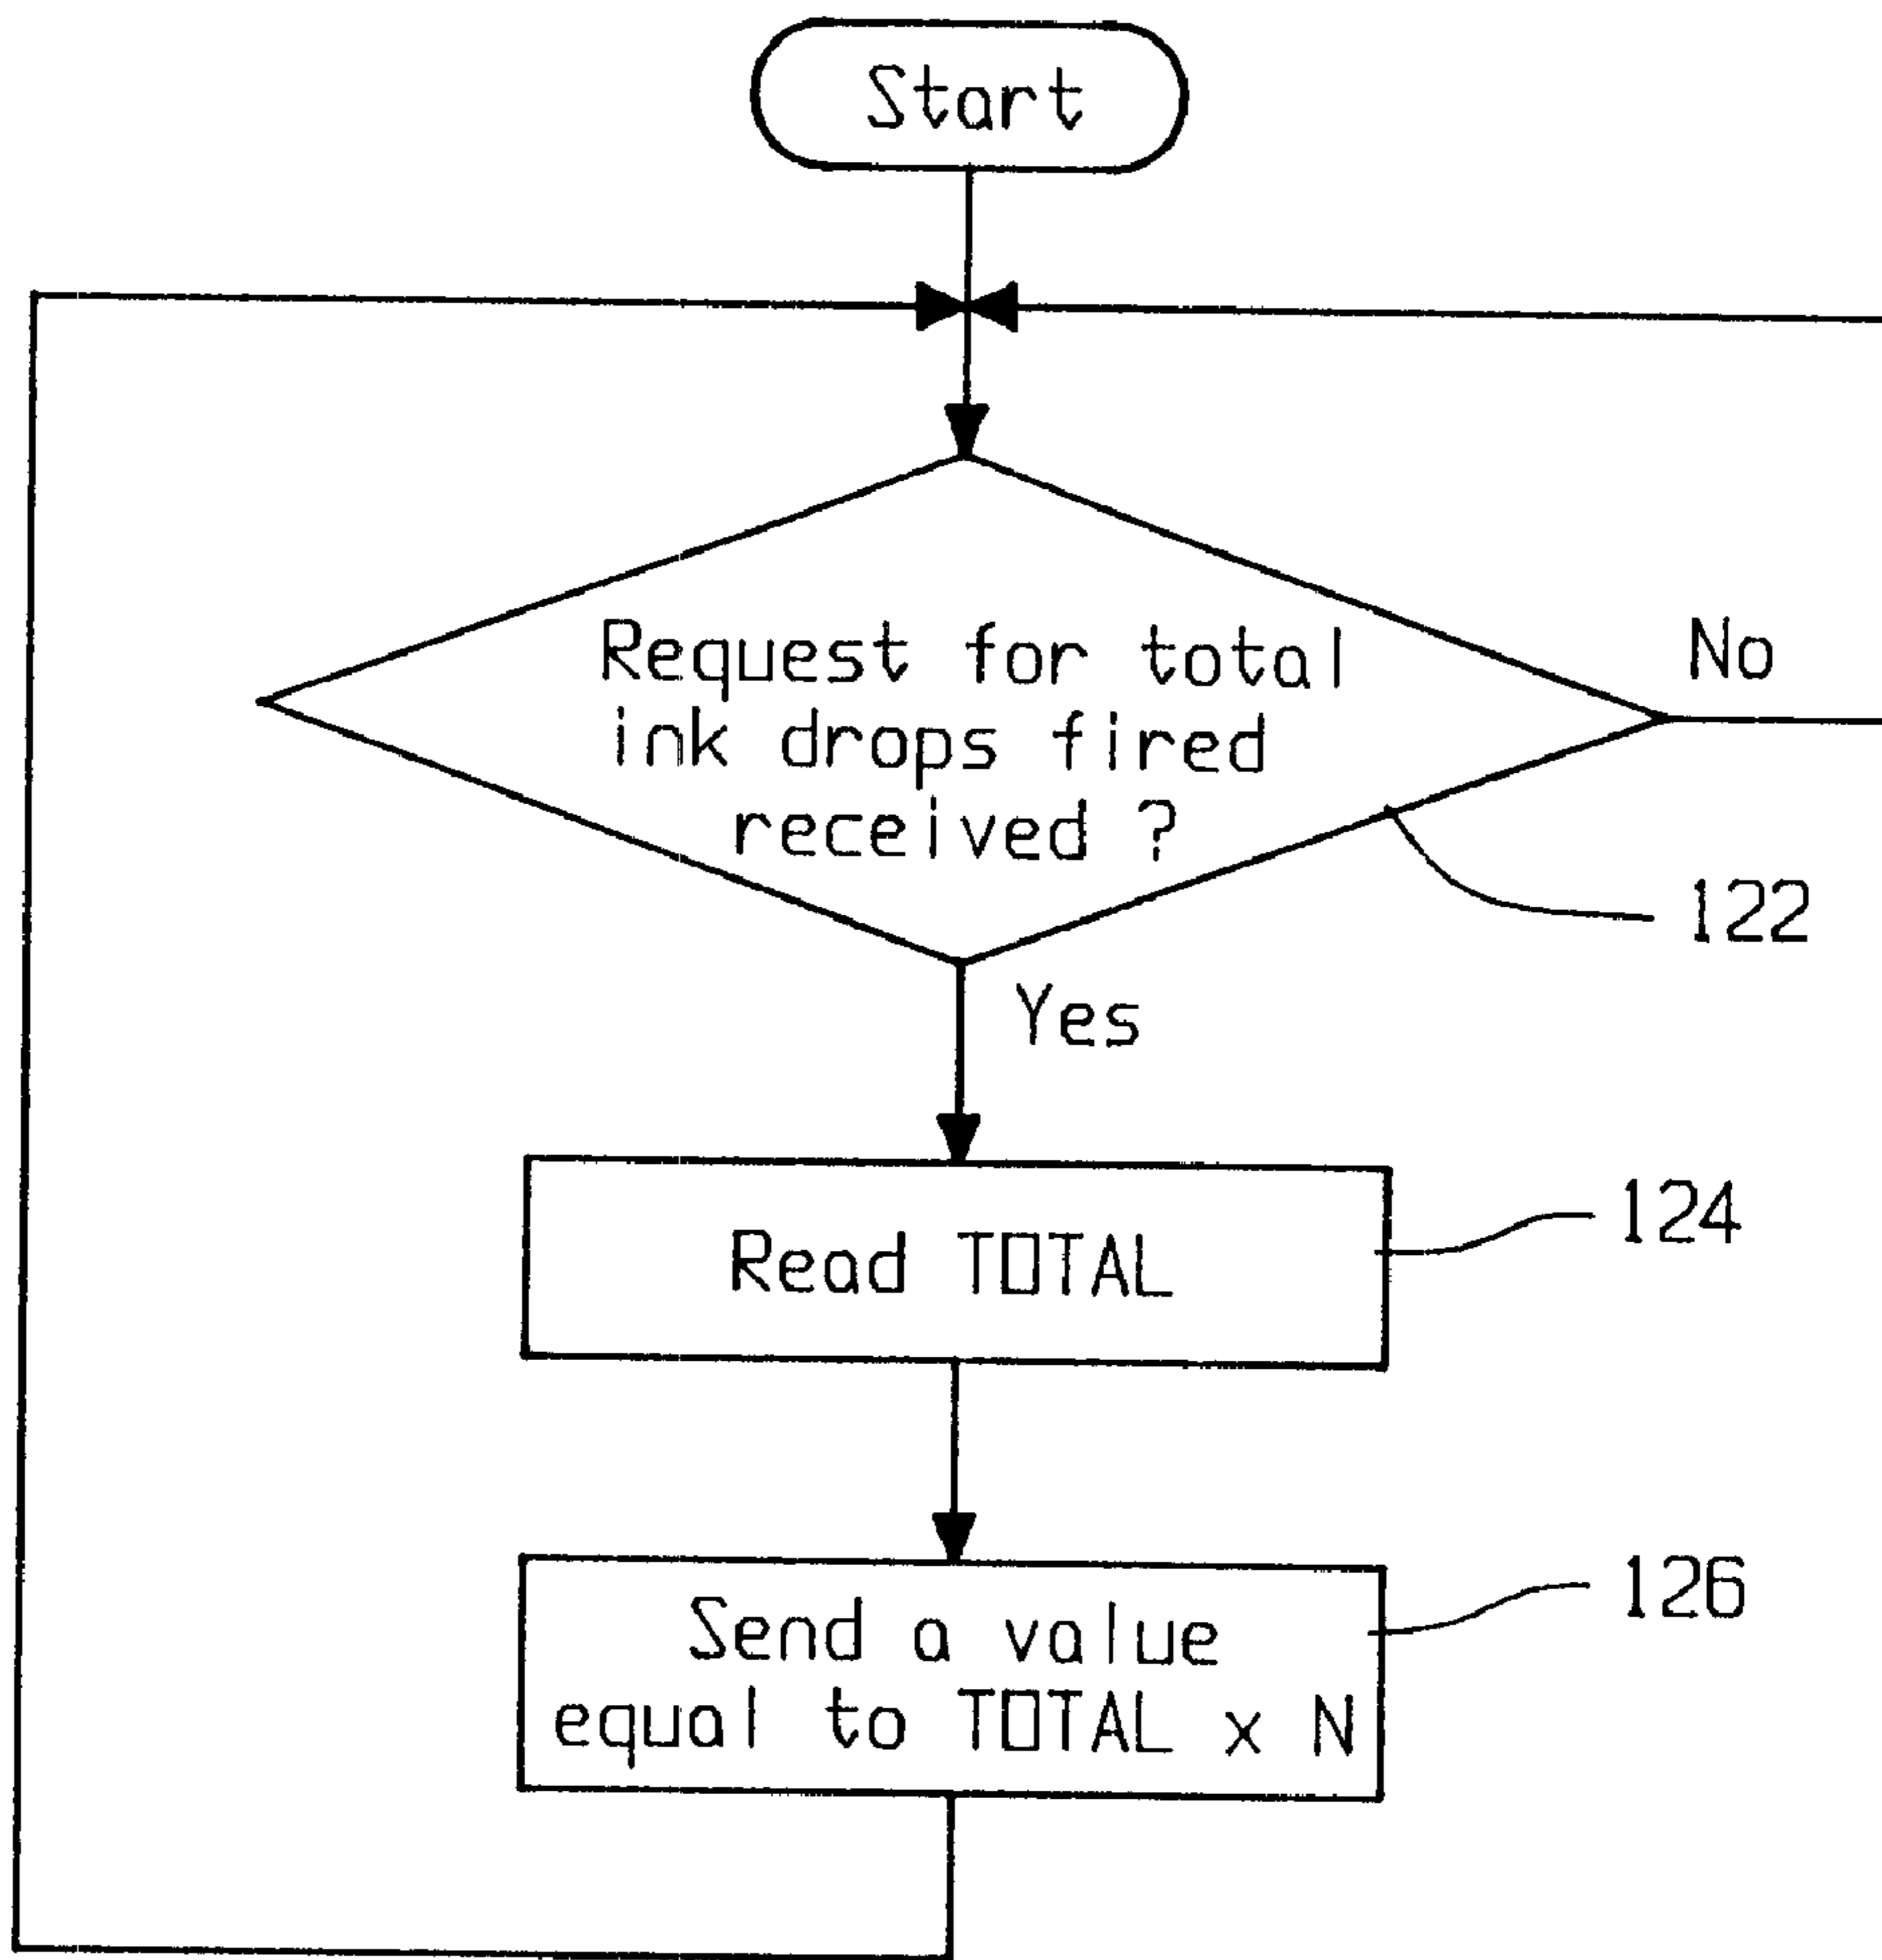 Start
Request for total
ink drops fired
received ?
No
122
Yes
Read TOTAL
124
Send a value
equal to TOTAL x N
126